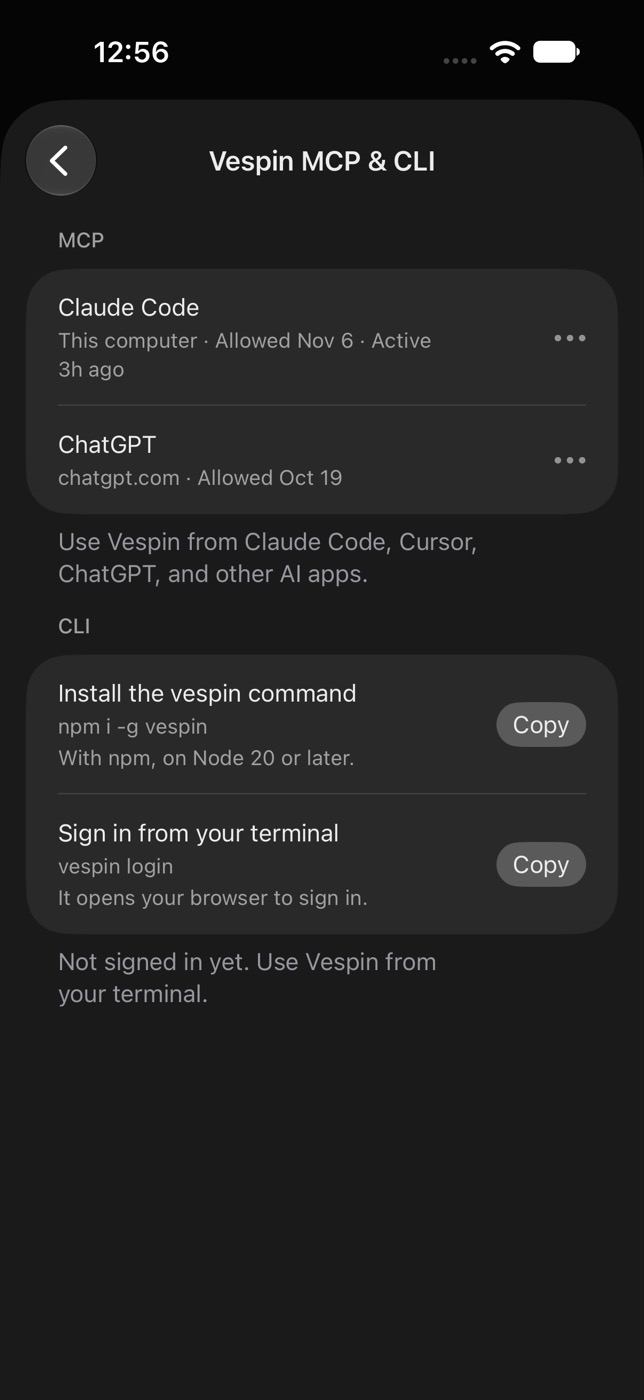 12:56
Vespin MCP & CLI
MCP
Claude Code
This computer · Allowed Nov 6 · Active
3h ago
ChatGPT
chatgpt.com · Allowed Oct 19
Use Vespin from Claude Code, Cursor,
ChatGPT, and other AI apps.
CLI
Install the vespin command
npm i -g vespin
With npm, on Node 20 or later.
Copy
Sign in from your terminal
vespin login
It opens your browser to sign in.
Copy
Not signed in yet. Use Vespin from
your terminal.